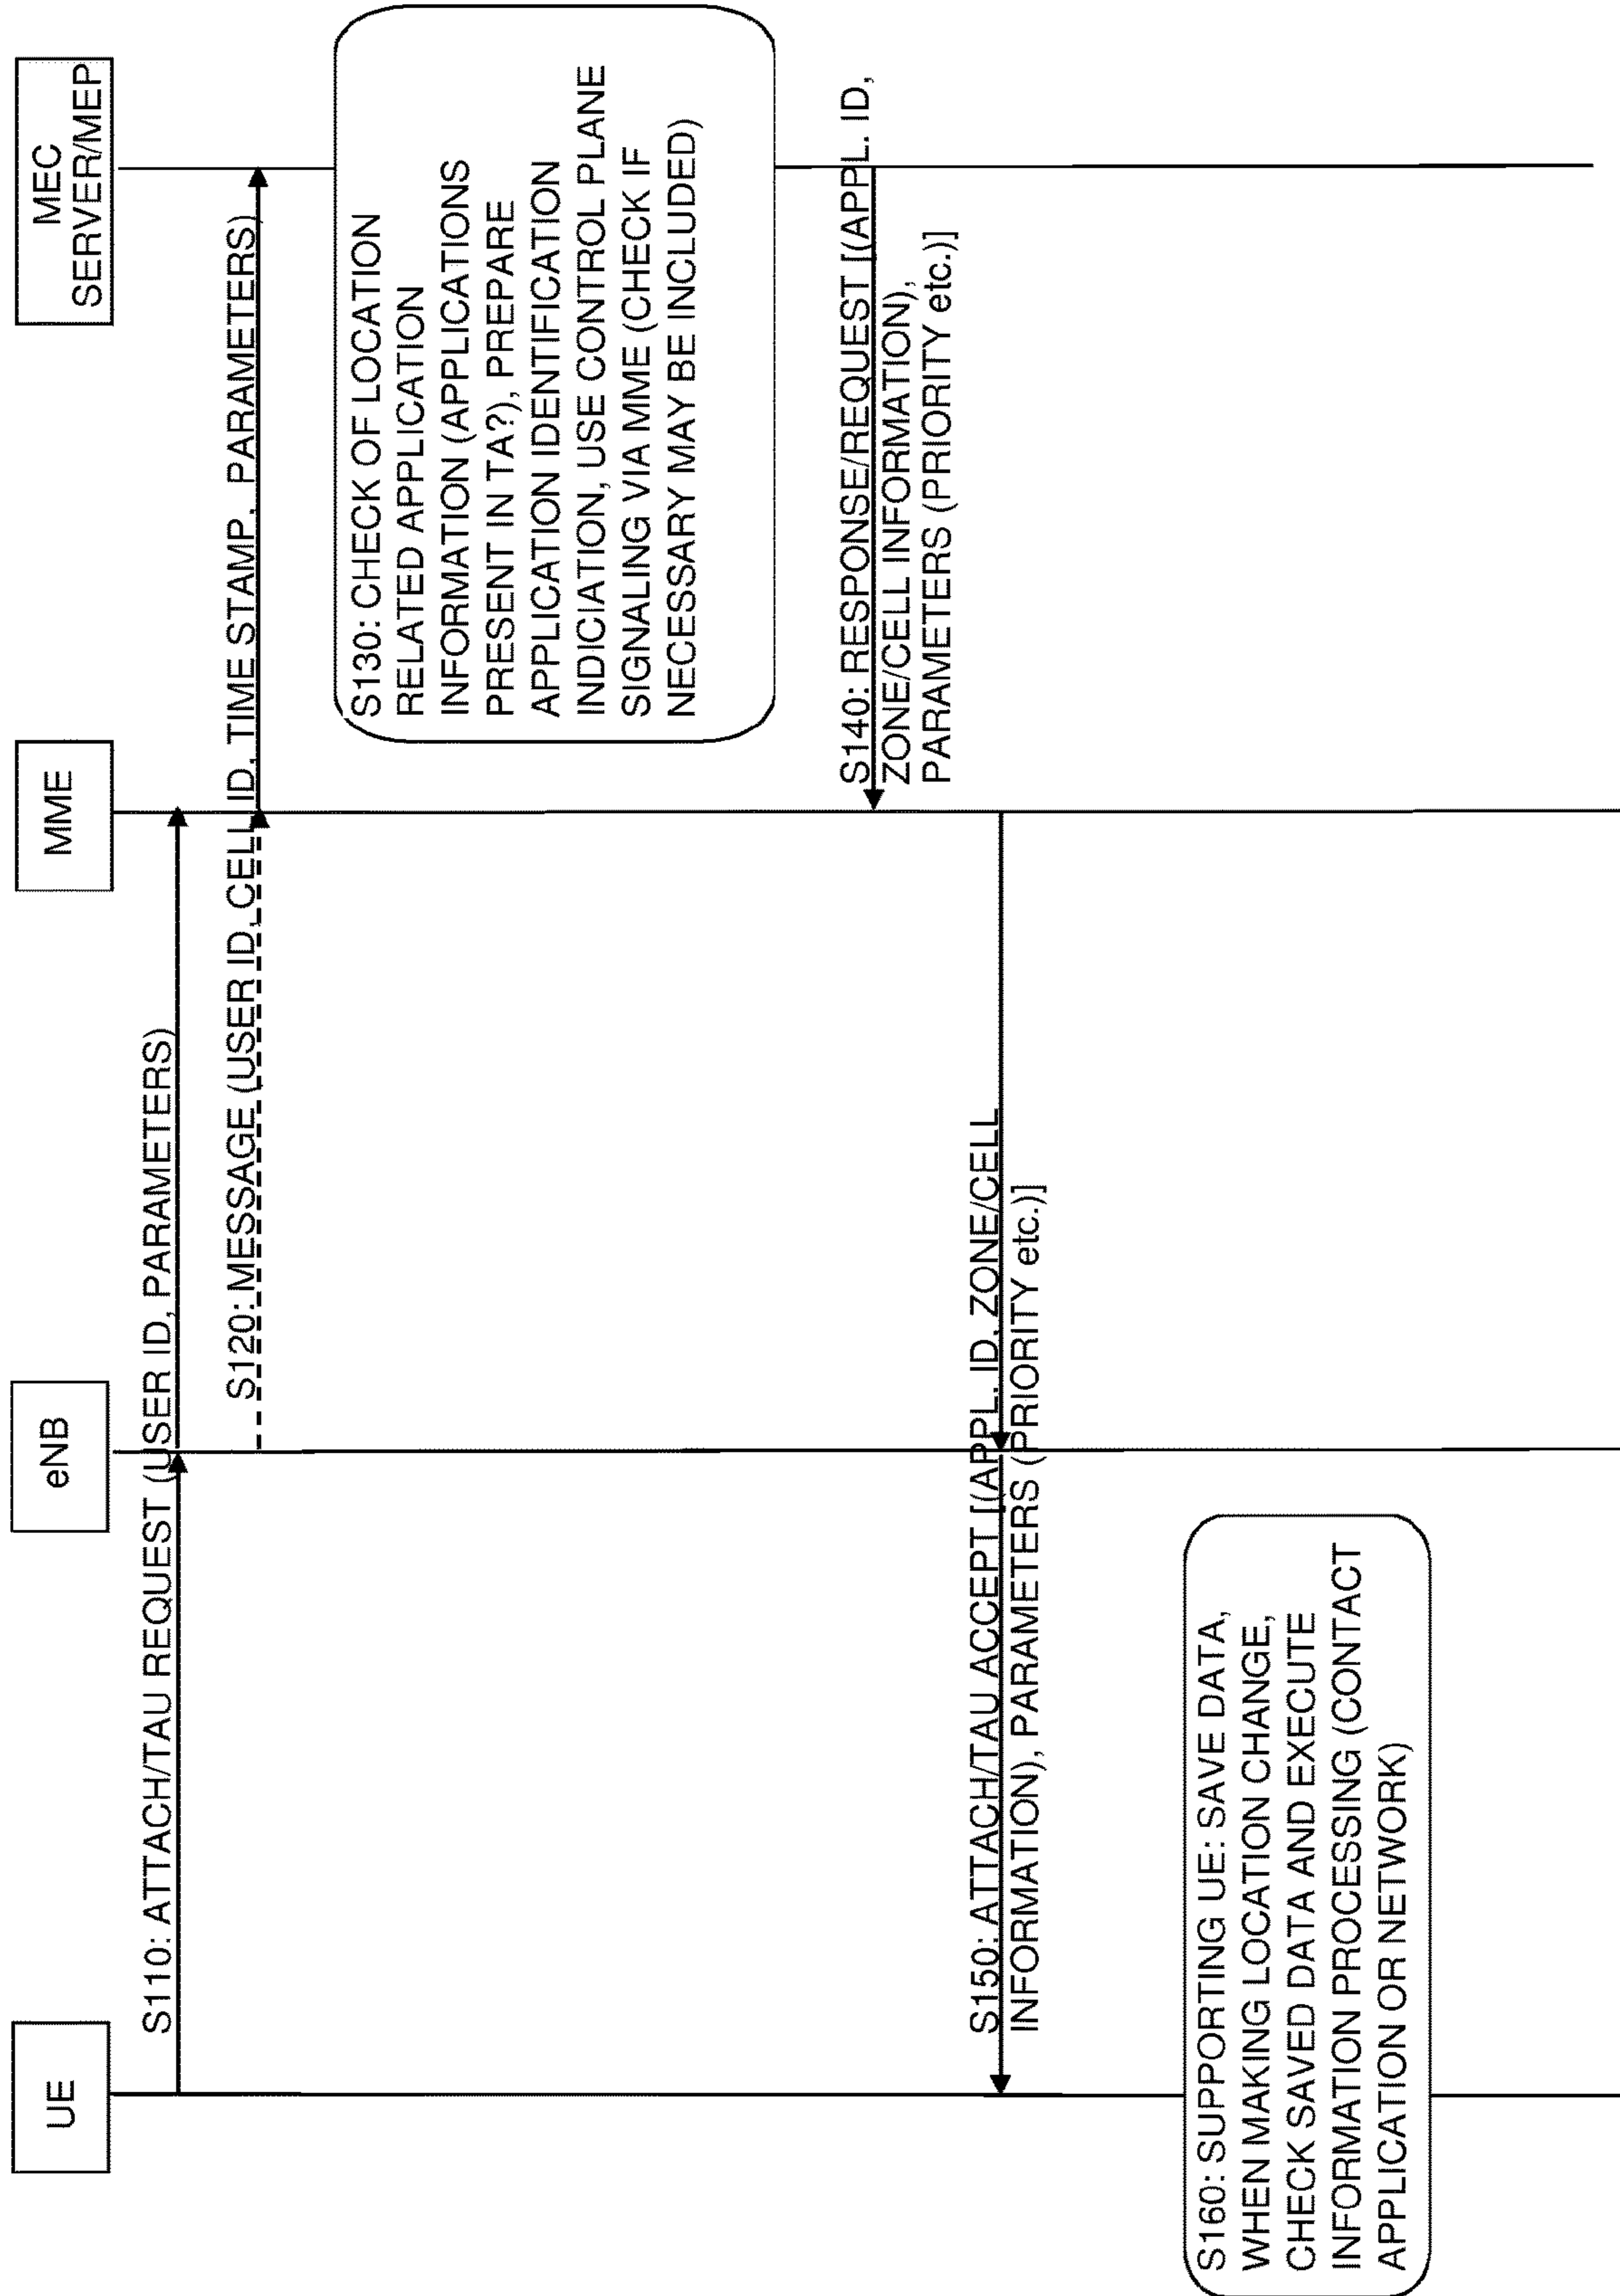 UE
eNB
MME
MEC
SERVER/MEP
S110: ATTACH/TAU REQUEST (USER ID, PARAMETERS)
S120: MESSAGE (USER ID, CELL ID, TIME STAMP, PARAMETERS)
S130: CHECK OF LOCATION
RELATED APPLICATION
INFORMATION (APPLICATIONS
PRESENT IN TA?), PREPARE
APPLICATION IDENTIFICATION
INDICIATION, USE CONTROL PLANE
SIGNALING VIA MME (CHECK IF
NECESSARY MAY BE INCLUDED)
S140: RESPONSE/REQUEST [(APPL. ID,
ZONE/CELL INFORMATION),
PARAMETERS (PRIORITY etc.)]
S150: ATTACH/TAU ACCEPT [(APPL. ID, ZONE/CELL
INFORMATION), PARAMETERS (PRIORITY etc.)]
S160: SUPPORTING UE: SAVE DATA,
WHEN MAKING LOCATION CHANGE,
CHECK SAVED DATA AND EXECUTE
INFORMATION PROCESSING (CONTACT
APPLICATION OR NETWORK)